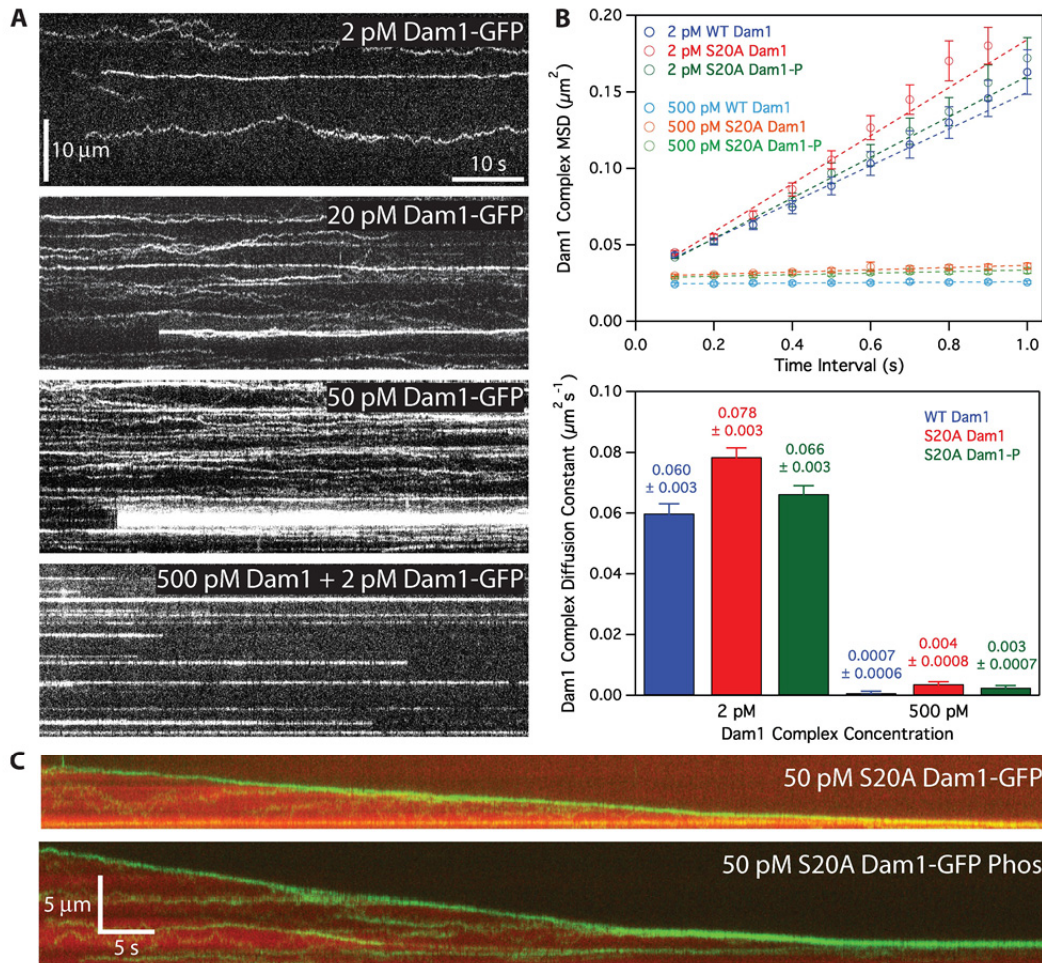 A
2 pM Dam1-GFP
10 μm
10 s
20 pM Dam1-GFP
50 pM Dam1-GFP
500 pM Dam1 + 2 pM Dam1-GFP
B
Dam1 Complex MSD (μm²)
0.20
0.15
0.10
0.05
0.00
2 pM WT Dam1
2 pM S20A Dam1
2 pM S20A Dam1-P
500 pM WT Dam1
500 pM S20A Dam1
500 pM S20A Dam1-P
0.2 0.4 0.6 0.8 1.0
Time Interval (s)
Dam1 Complex Diffusion Constant (μm²s⁻¹)
0.10
0.08
0.06
0.04
0.02
0.00
WT Dam1
S20A Dam1
S20A Dam1-P
0.060
± 0.003
0.078
± 0.003
0.066
± 0.003
0.0007
± 0.0006
0.004
± 0.0008
0.003
± 0.0007
2 pM 500 pM
Dam1 Complex Concentration
C
50 pM S20A Dam1-GFP
50 pM S20A Dam1-GFP Phos
5 μm
5 s